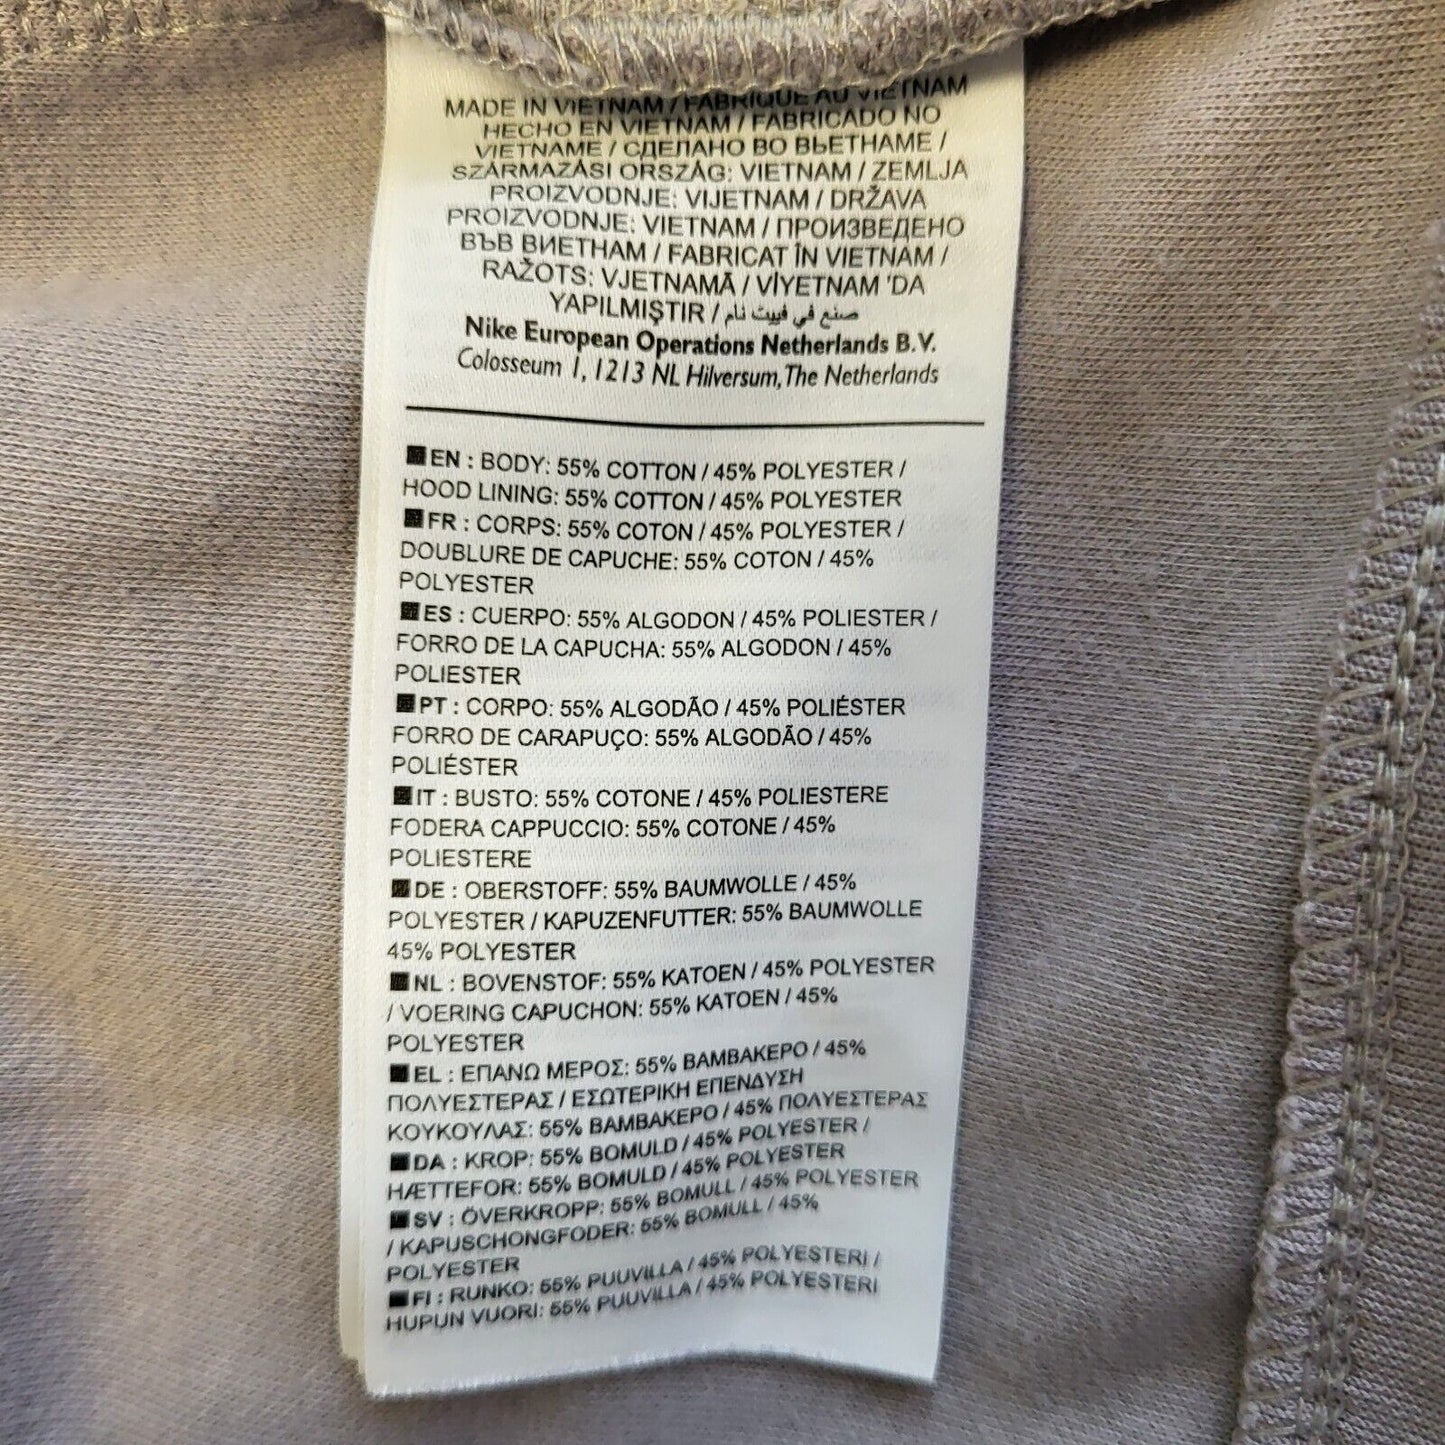 MADE IN VIETNAM / FABRIQUE AU VIETNAM
HECHO EN VIETNAM / FABRICADO NO
VIETNAME / СДЕЛАНО ВО ВЬЕТНАМЕ /
SZÁRMAZÁSI ORSZÁG: VIETNAM / ZEMLJA
PROIZVODNJE: VIJETNAM / DRŽAVA
PROIZVODNJE: VIETNAM / ПРОИЗВЕДЕНО
ВЪВ ВИЕТНАМ / FABRICAT ÎN VIETNAM /
RAŽOTS: VJETNAMĀ / VİYETNAM 'DA
YAPILMIŞTIR / صنع في فييت نام
Nike European Operations Netherlands B.V.
Colosseum 1, 1213 NL Hilversum, The Netherlands
EN : BODY: 55% COTTON / 45% POLYESTER /
HOOD LINING: 55% COTTON / 45% POLYESTER
FR : CORPS: 55% COTON / 45% POLYESTER /
DOUBLURE DE CAPUCHE: 55% COTON / 45%
POLYESTER
ES : CUERPO: 55% ALGODON / 45% POLIESTER /
FORRO DE LA CAPUCHA: 55% ALGODON / 45%
POLIESTER
PT : CORPO: 55% ALGODÃO / 45% POLIÉSTER
FORRO DE CARAPUÇO: 55% ALGODÃO / 45%
POLIÉSTER
IT : BUSTO: 55% COTONE / 45% POLIESTERE
FODERA CAPPUCCIO: 55% COTONE / 45%
POLIESTERE
DE : OBERSTOFF: 55% BAUMWOLLE / 45%
POLYESTER / KAPUZENFUTTER: 55% BAUMWOLLE
45% POLYESTER
NL : BOVENSTOF: 55% KATOEN / 45% POLYESTER
/ VOERING CAPUCHON: 55% KATOEN / 45%
POLYESTER
EL : ΕΠΑΝΩ ΜΕΡΟΣ: 55% ΒΑΜΒΑΚΕΡΟ / 45%
ΠΟΛΥΕΣΤΕΡΑΣ / ΕΣΩΤΕΡΙΚΗ ΕΠΕΝΔΥΣΗ
ΚΟΥΚΟΥΛΑΣ: 55% ΒΑΜΒΑΚΕΡΟ / 45% ΠΟΛΥΕΣΤΕΡΑΣ
DA : KROP: 55% BOMULD / 45% POLYESTER /
HÆTTEFOR: 55% BOMULD / 45% POLYESTER
SV : ÖVERKROPP: 55% BOMULL / 45% POLYESTER
/ KAPUSCHONGFODER: 55% BOMULL / 45%
POLYESTER
FI : RUNKO: 55% PUUVILLA / 45% POLYESTERI /
HUPUN VUORI: 55% PUUVILLA / 45% POLYESTERI